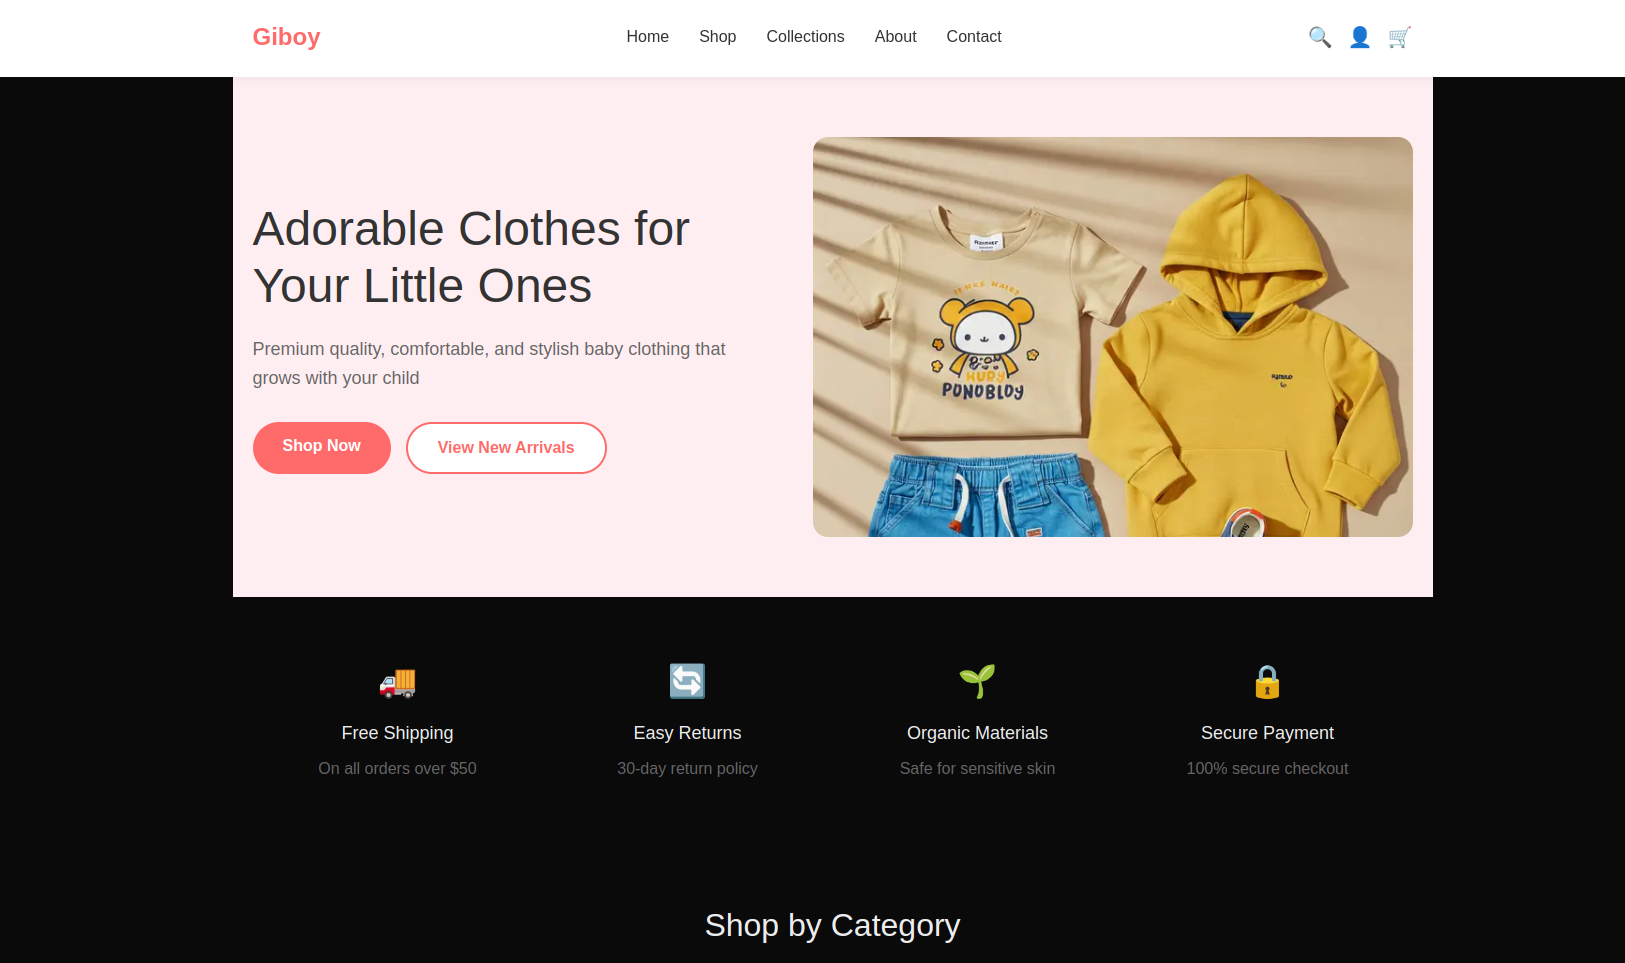 Giboy
Home
Shop
Collections
About
Contact
Adorable Clothes for
Your Little Ones
Premium quality, comfortable, and stylish baby clothing that
grows with your child
Shop Now
View New Arrivals
HUDY
PONOBLOY
Free Shipping
On all orders over $50
Easy Returns
30-day return policy
Organic Materials
Safe for sensitive skin
Secure Payment
100% secure checkout
Shop by Category